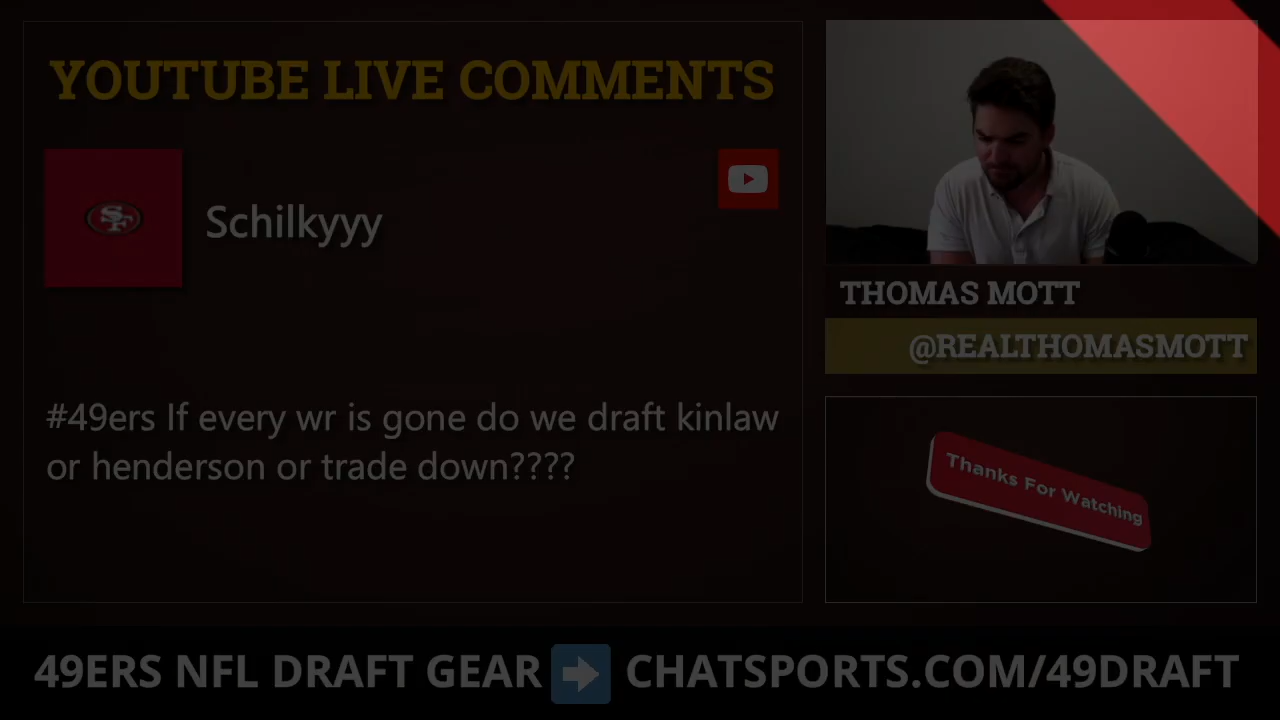 YOUTUBE LIVE COMMENTS
SF
Schilkyyy
#49ers If every wr is gone do we draft kinlaw
or henderson or trade down????
THOMAS MOTT
@REALTHOMASMOTT
Thanks For Watching
49ERS NFL DRAFT GEAR ➡ CHATSPORTS.COM/49DRAFT